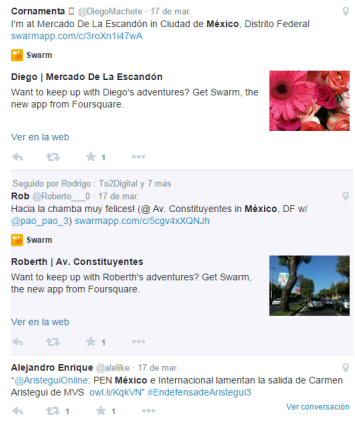 Cornamenta @DiegoMachete · 17 de mar.
I'm at Mercado De La Escandón in Ciudad de México, Distrito Federal
swarmapp.com/c/3roXn1i47wA
Swarm
Diego | Mercado De La Escandón
Want to keep up with Diego's adventures? Get Swarm, the
new app from Foursquare.
Ver en la web
1
Seguido por Rodrigo : To2Digital y 7 más
Rob @Roberto___0 · 17 de mar.
Hacia la chamba muy felices! (@ Av. Constituyentes in México, DF w/
@pao_pao_3) swarmapp.com/c/5cgv4xXQNJh
Swarm
Roberth | Av. Constituyentes
Want to keep up with Roberth's adventures? Get Swarm,
the new app from Foursquare.
Ver en la web
1
Alejandro Enrique @alelike · 17 de mar.
"@AristeguiOnline: PEN México e Internacional lamentan la salida de Carmen
Aristegui de MVS owl.li/KqkVN" #EndefensadeAristegui3
1 1 Ver conversación